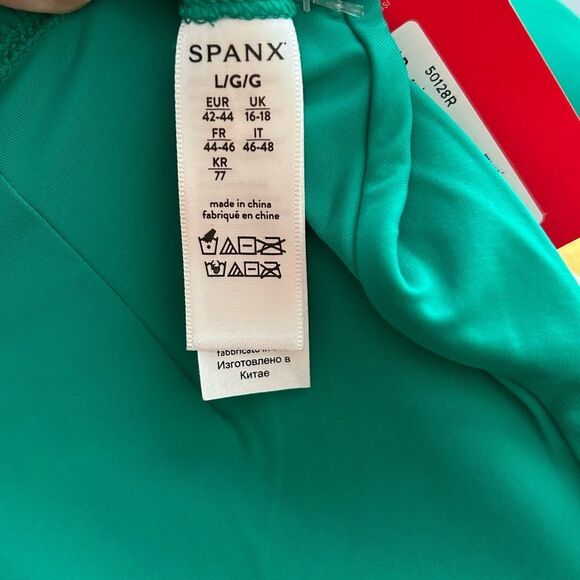 SPANX
L/G/G
EUR UK
42-44 16-18
FR IT
44-46 46-48
KR
77
made in china
fabriqué en chine
Изготовлено в
Китае
50128R